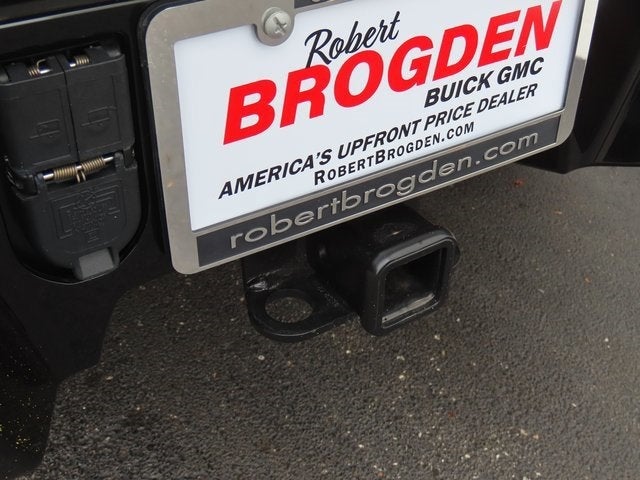 Robert
BROGDEN
BUICK GMC
AMERICA'S UPFRONT PRICE DEALER
ROBERTBROGDEN.COM
robertbrogden.com